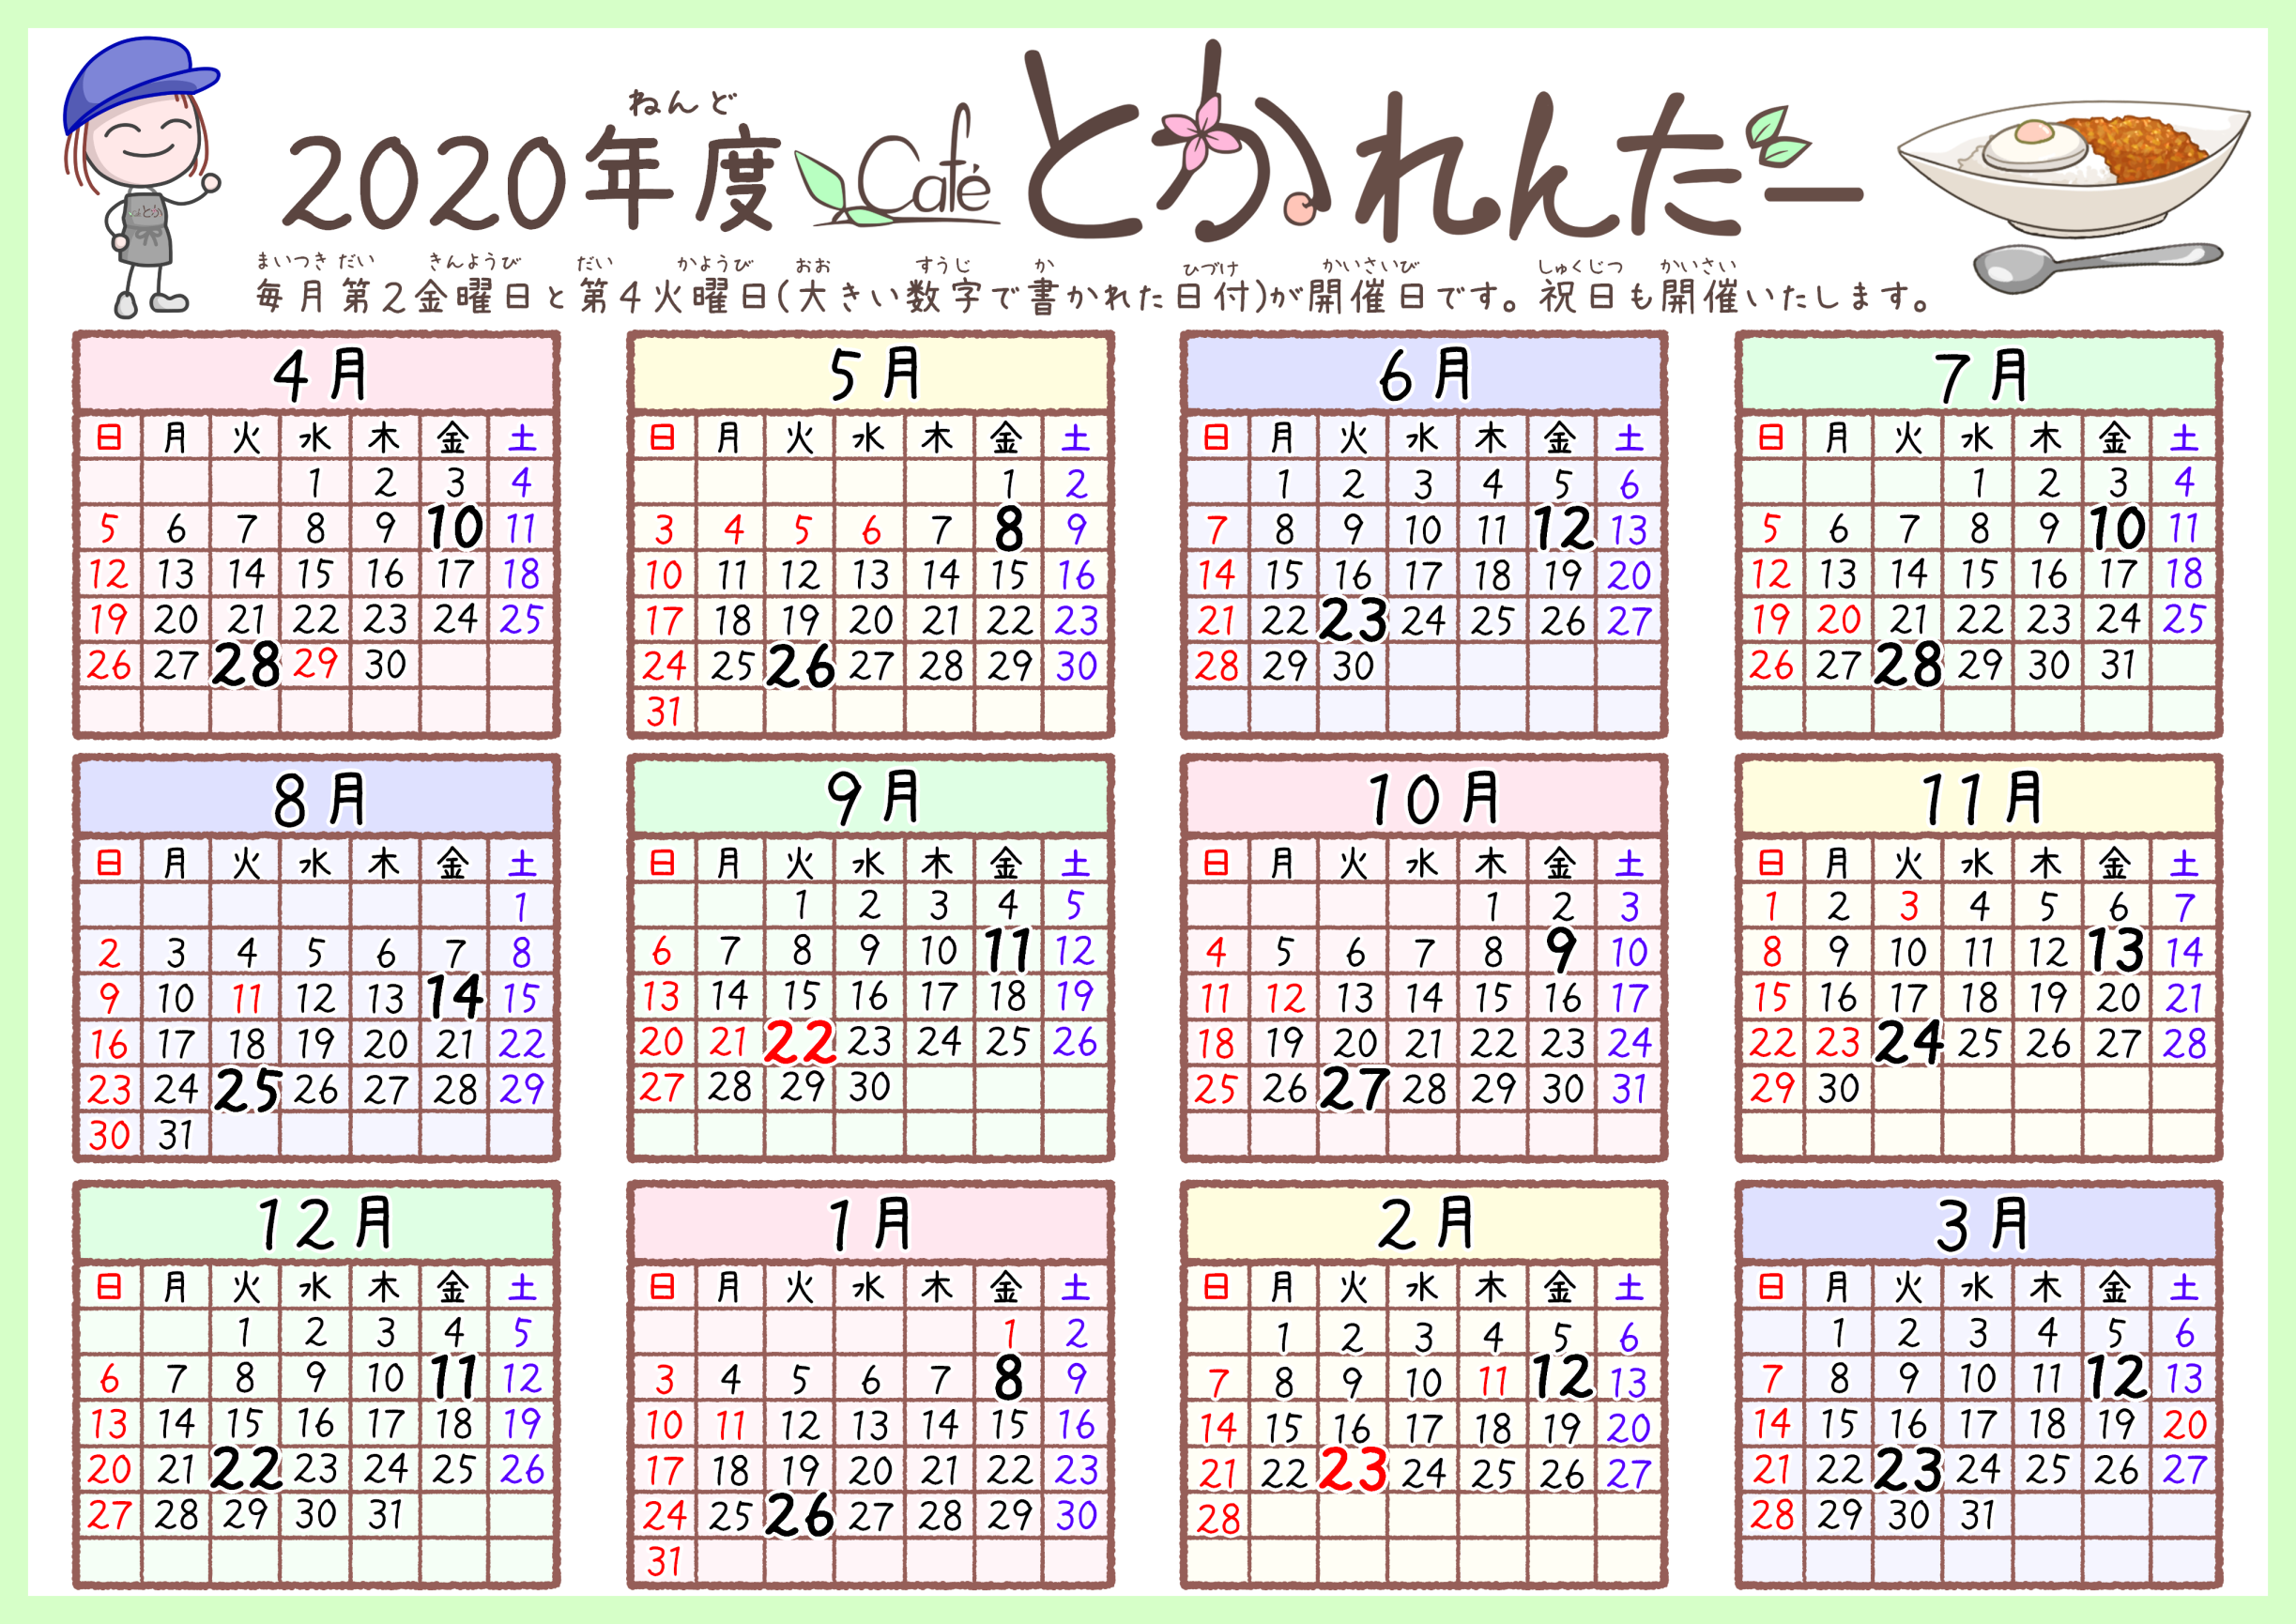 ねんど
2020年度 Café とかれんだー
まいつき だい きんようび だい かようび おお すうじ か ひづけ かいさいび しゅくじつ かいさい
毎月第2金曜日と第4火曜日(大きい数字で書かれた日付)が開催日です。祝日も開催いたします。
4月
日 月 火 水 木 金 土
1 2 3 4
5 6 7 8 9 10 11
12 13 14 15 16 17 18
19 20 21 22 23 24 25
26 27 28 29 30
5月
日 月 火 水 木 金 土
1 2
3 4 5 6 7 8 9
10 11 12 13 14 15 16
17 18 19 20 21 22 23
24 25 26 27 28 29 30
31
6月
日 月 火 水 木 金 土
1 2 3 4 5 6
7 8 9 10 11 12 13
14 15 16 17 18 19 20
21 22 23 24 25 26 27
28 29 30
7月
日 月 火 水 木 金 土
1 2 3 4
5 6 7 8 9 10 11
12 13 14 15 16 17 18
19 20 21 22 23 24 25
26 27 28 29 30 31
8月
日 月 火 水 木 金 土
1
2 3 4 5 6 7 8
9 10 11 12 13 14 15
16 17 18 19 20 21 22
23 24 25 26 27 28 29
30 31
9月
日 月 火 水 木 金 土
1 2 3 4 5
6 7 8 9 10 11 12
13 14 15 16 17 18 19
20 21 22 23 24 25 26
27 28 29 30
10月
日 月 火 水 木 金 土
1 2 3
4 5 6 7 8 9 10
11 12 13 14 15 16 17
18 19 20 21 22 23 24
25 26 27 28 29 30 31
11月
日 月 火 水 木 金 土
1 2 3 4 5 6 7
8 9 10 11 12 13 14
15 16 17 18 19 20 21
22 23 24 25 26 27 28
29 30
12月
日 月 火 水 木 金 土
1 2 3 4 5
6 7 8 9 10 11 12
13 14 15 16 17 18 19
20 21 22 23 24 25 26
27 28 29 30 31
1月
日 月 火 水 木 金 土
1 2
3 4 5 6 7 8 9
10 11 12 13 14 15 16
17 18 19 20 21 22 23
24 25 26 27 28 29 30
31
2月
日 月 火 水 木 金 土
1 2 3 4 5 6
7 8 9 10 11 12 13
14 15 16 17 18 19 20
21 22 23 24 25 26 27
28
3月
日 月 火 水 木 金 土
1 2 3 4 5 6
7 8 9 10 11 12 13
14 15 16 17 18 19 20
21 22 23 24 25 26 27
28 29 30 31